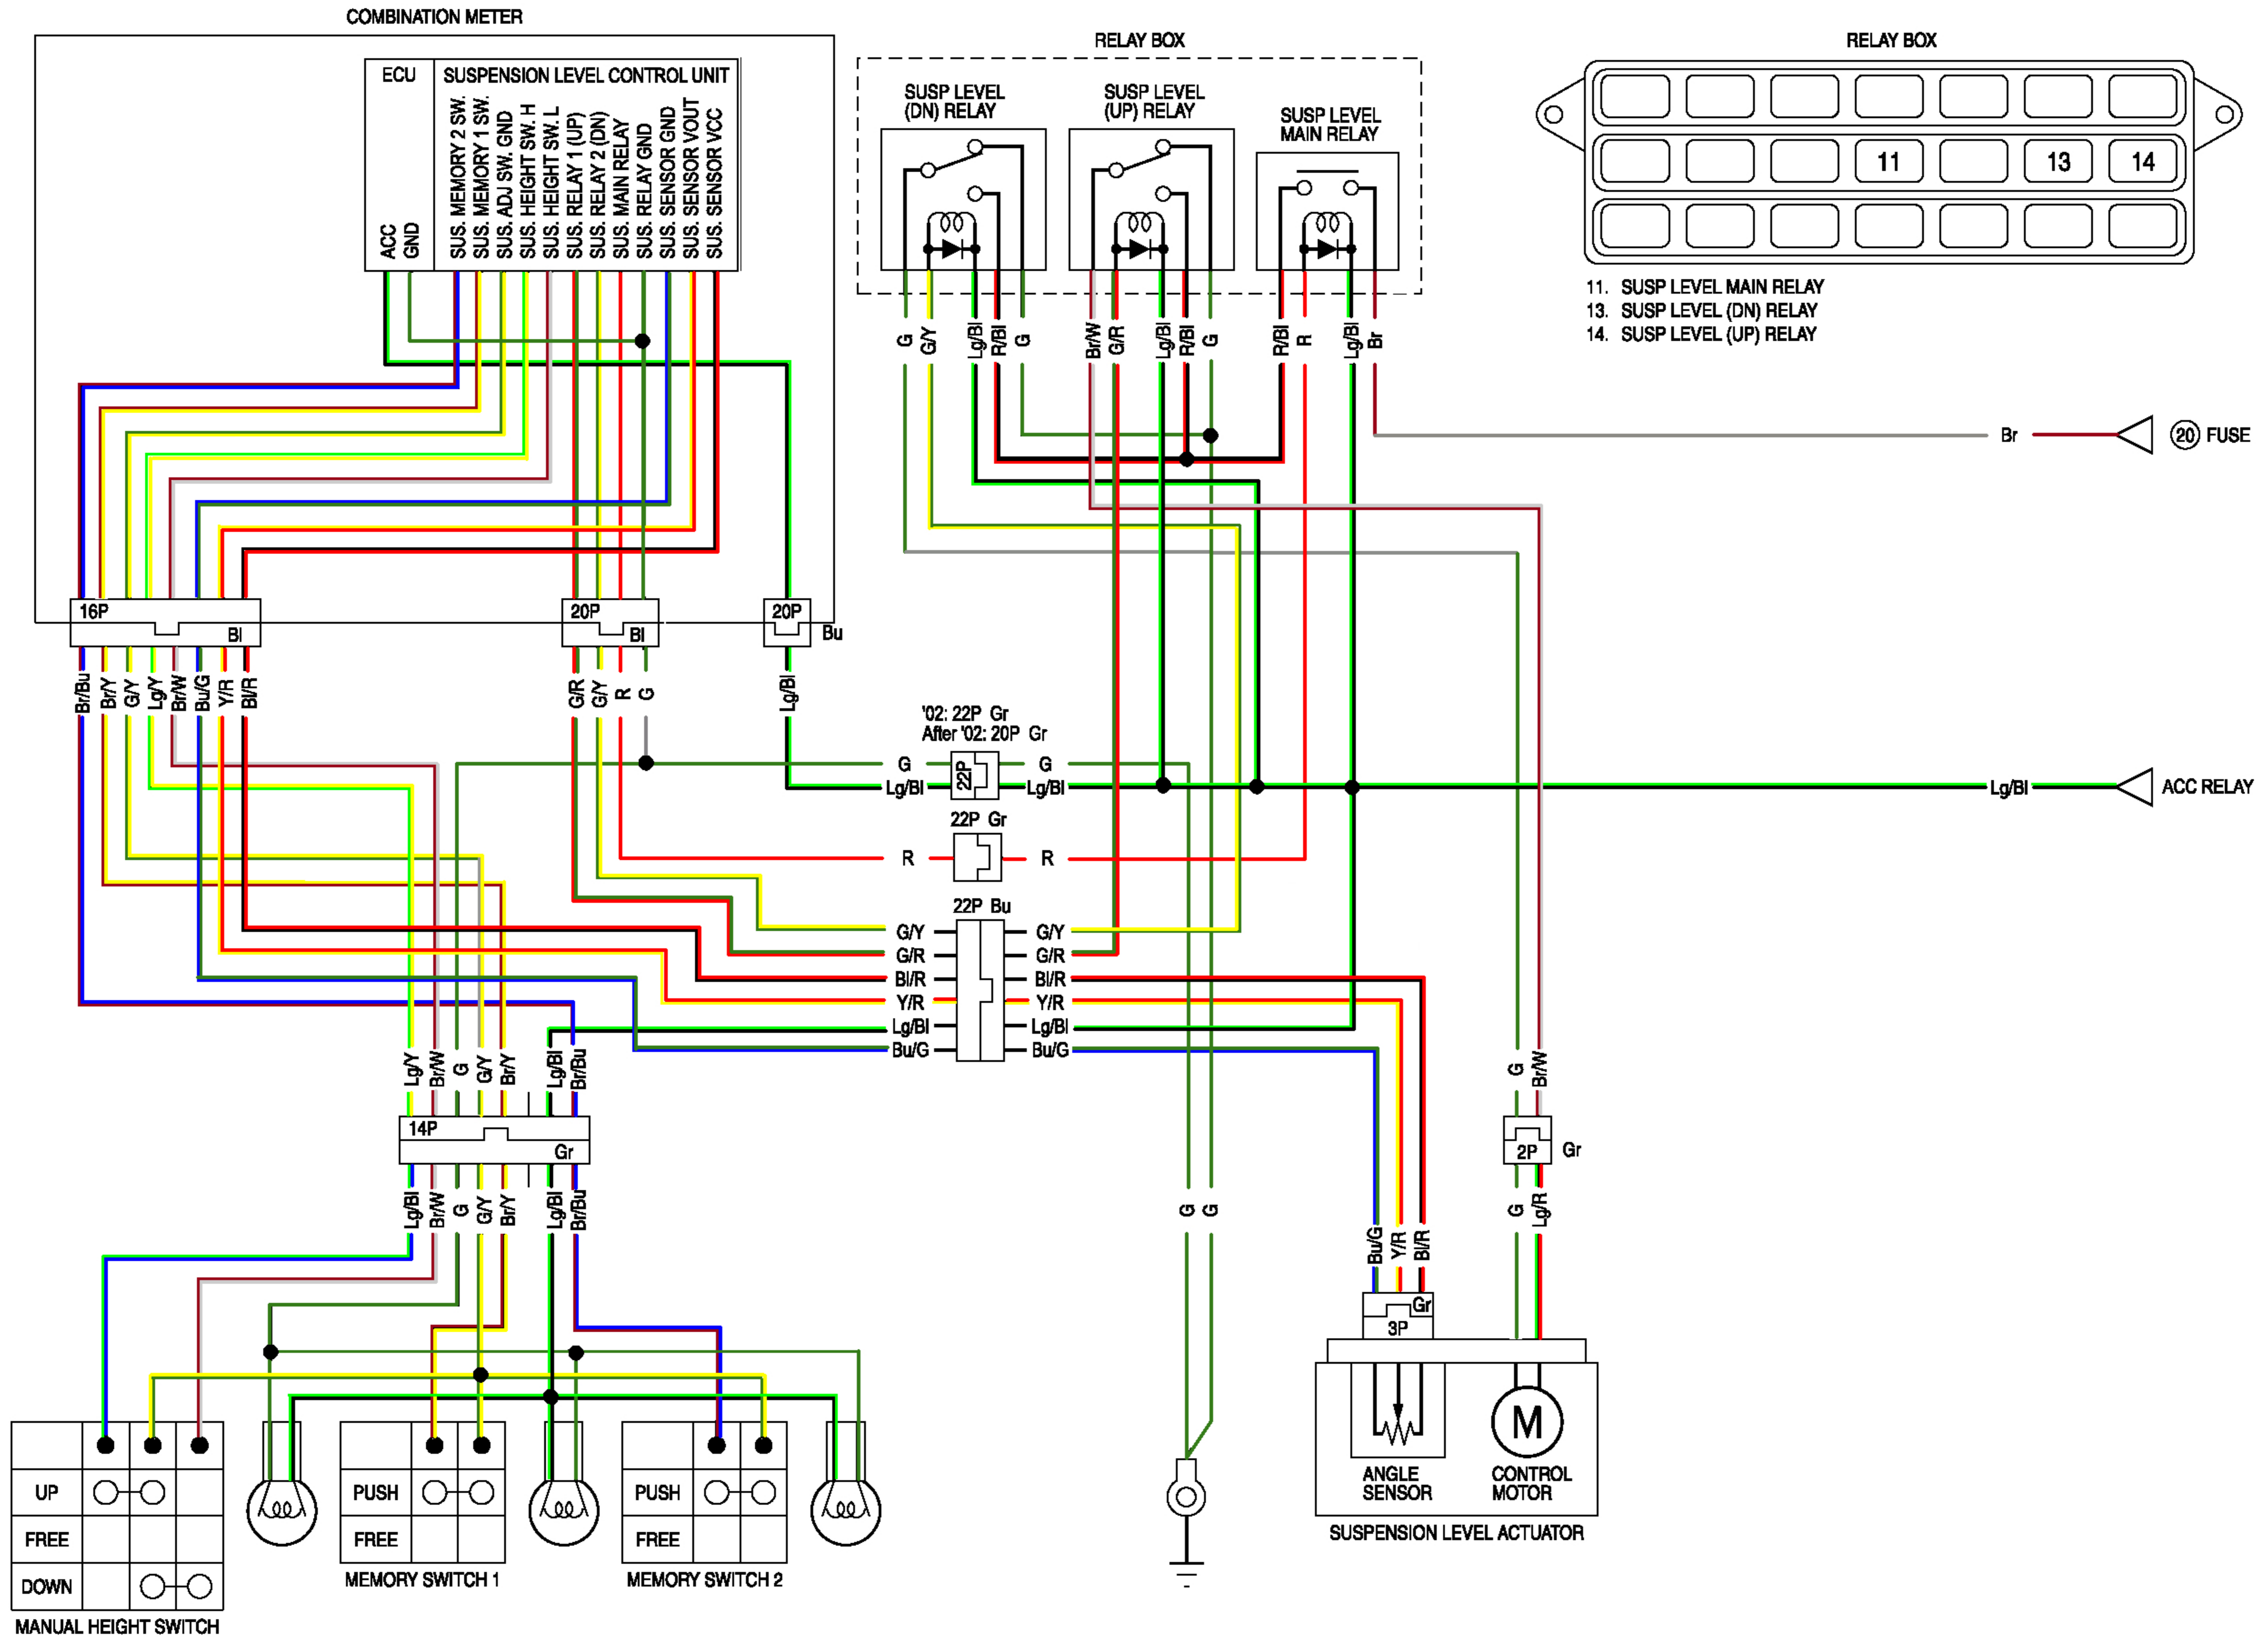 COMBINATION METER
ECU
SUSPENSION LEVEL CONTROL UNIT
ACC
GND
SUS. MEMORY 2 SW.
SUS. MEMORY 1 SW.
SUS. ADJ SW. GND
SUS. HEIGHT SW. H
SUS. HEIGHT SW. L
SUS. RELAY 1 (UP)
SUS. RELAY 2 (DN)
SUS. MAIN RELAY
SUS. RELAY GND
SUS. SENSOR GND
SUS. SENSOR VOUT
SUS. SENSOR VCC
RELAY BOX
SUSP LEVEL
(DN) RELAY
SUSP LEVEL
(UP) RELAY
SUSP LEVEL
MAIN RELAY
RELAY BOX
11
13
14
11. SUSP LEVEL MAIN RELAY
13. SUSP LEVEL (DN) RELAY
14. SUSP LEVEL (UP) RELAY
G
G/Y
Lg/Bl
R/Bl
G
Br/W
G/R
Lg/Bl
R/Bl
G
R/Bl
R
Lg/Bl
Br
Br
20 FUSE
16P
Bl
20P
Bl
20P
Bu
Br/Bu
Br/Y
G/Y
Lg/Y
Br/W
Bu/G
Y/R
Bl/R
G/R
G/Y
R
G
Lg/Bl
'02: 22P Gr
After '02: 20P Gr
G
22P
G
Lg/Bl
Lg/Bl
Lg/Bl
ACC RELAY
22P Gr
R
R
22P Bu
G/Y
G/Y
G/R
G/R
Bl/R
Bl/R
Y/R
Y/R
Lg/Bl
Lg/Bl
Bu/G
Bu/G
Lg/Y
Br/W
G
G/Y
Br/Y
Lg/Bl
Br/Bu
G
Br/W
14P
Gr
2P
Gr
Lg/Bl
Br/W
G
G/Y
Br/Y
Lg/Bl
Br/Bu
G
G
G
Lg/R
Bu/G
Y/R
Bl/R
Gr
3P
M
ANGLE
SENSOR
CONTROL
MOTOR
SUSPENSION LEVEL ACTUATOR
UP
FREE
DOWN
MANUAL HEIGHT SWITCH
PUSH
FREE
MEMORY SWITCH 1
PUSH
FREE
MEMORY SWITCH 2